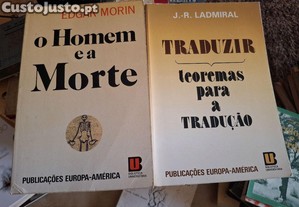 Custojusto.pt
EDGAR MORIN
o Homem
e a
Morte
PUBLICAÇÕES EUROPA-AMÉRICA
J.-R. LADMIRAL
TRADUZIR
teoremas
para
a
TRADUÇÃO
PUBLICAÇÕES EUROPA-AMÉRICA